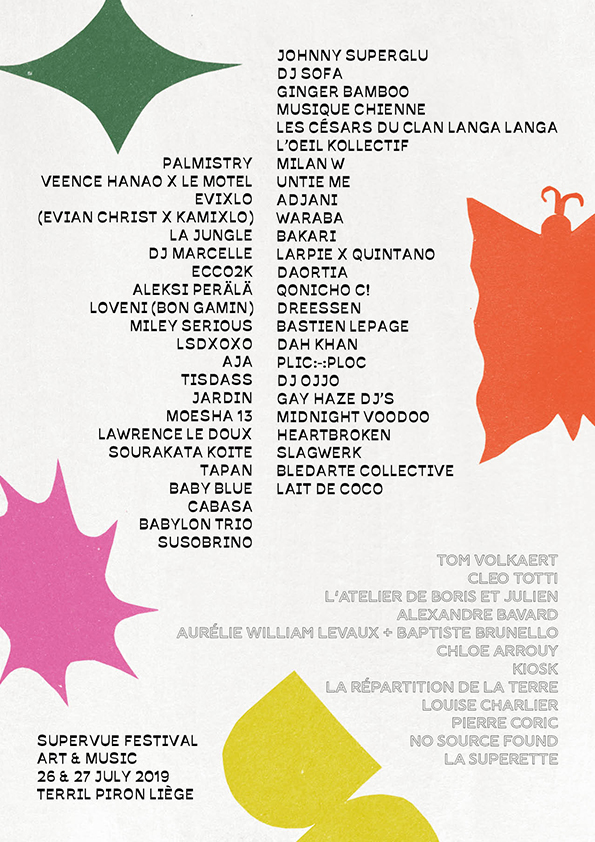 JOHNNY SUPERGLU
DJ SOFA
GINGER BAMBOO
MUSIQUE CHIENNE
LES CÉSARS DU CLAN LANGA LANGA
L'OEIL KOLLECTIF
MILAN W
UNTIE ME
ADJANI
WARABA
BAKARI
LARPIE X QUINTANO
DAORTIA
QONICHO C!
DREESSEN
BASTIEN LEPAGE
DAH KHAN
PLIC:-:PLOC
DJ OJJO
GAY HAZE DJ'S
MIDNIGHT VOODOO
HEARTBROKEN
SLAGWERK
BLEDARTE COLLECTIVE
LAIT DE COCO
PALMISTRY
VEENCE HANAO X LE MOTEL
EVIXLO
(EVIAN CHRIST X KAMIXLO)
LA JUNGLE
DJ MARCELLE
ECCO2K
ALEKSI PERÄLÄ
LOVENI (BON GAMIN)
MILEY SERIOUS
LSDXOXO
AJA
TISDASS
JARDIN
MOESHA 13
LAWRENCE LE DOUX
SOURAKATA KOITE
TAPAN
BABY BLUE
CABASA
BABYLON TRIO
SUSOBRINO
TOM VOLKAERT
CLEO TOTTI
L'ATELIER DE BORIS ET JULIEN
ALEXANDRE BAVARD
AURÉLIE WILLIAM LEVAUX + BAPTISTE BRUNELLO
CHLOE ARROUY
KIOSK
LA RÉPARTITION DE LA TERRE
LOUISE CHARLIER
PIERRE CORIC
NO SOURCE FOUND
LA SUPERETTE
SUPERVUE FESTIVAL
ART & MUSIC
26 & 27 JULY 2019
TERRIL PIRON LIÈGE